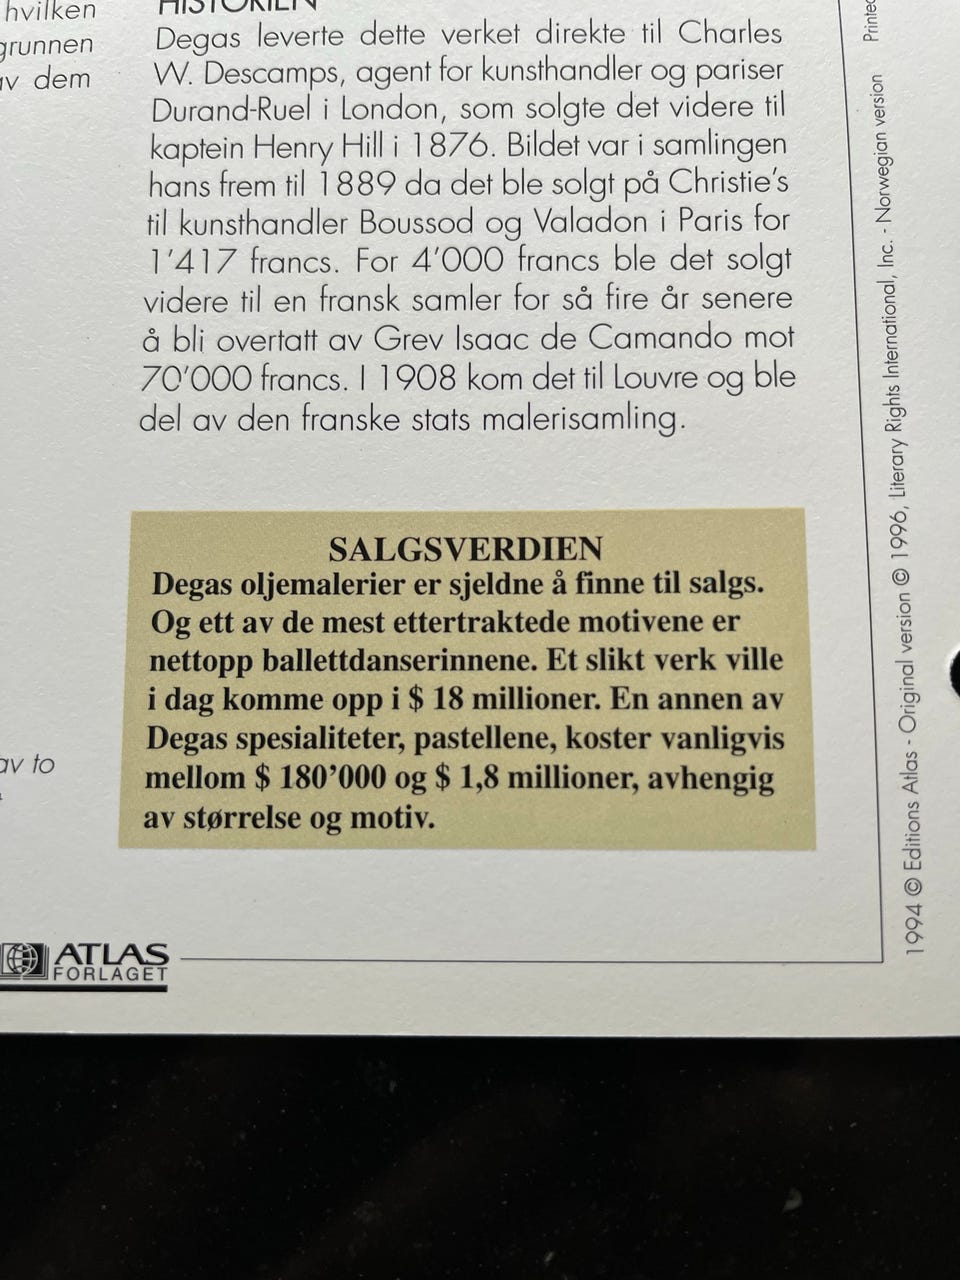 hvilken
grunnen
av dem
HISTORIEN
Degas leverte dette verket direkte til Charles
W. Descamps, agent for kunsthandler og pariser
Durand-Ruel i London, som solgte det videre til
kaptein Henry Hill i 1876. Bildet var i samlingen
hans frem til 1889 da det ble solgt på Christie's
til kunsthandler Boussod og Valadon i Paris for
1'417 francs. For 4'000 francs ble det solgt
videre til en fransk samler for så fire år senere
å bli overtatt av Grev Isaac de Camando mot
70'000 francs. I 1908 kom det til Louvre og ble
del av den franske stats malerisamling.
SALGSVERDIEN
Degas oljemalerier er sjeldne å finne til salgs.
Og ett av de mest ettertraktede motivene er
nettopp ballettdanserinnene. Et slikt verk ville
i dag komme opp i $ 18 millioner. En annen av
Degas spesialiteter, pastellene, koster vanligvis
mellom $ 180’000 og $ 1,8 millioner, avhengig
av størrelse og motiv.
av to
ATLAS
FORLAGET
1994 © Editions Atlas - Original version © 1996, Literary Rights International, Inc. - Norwegian version
Printed